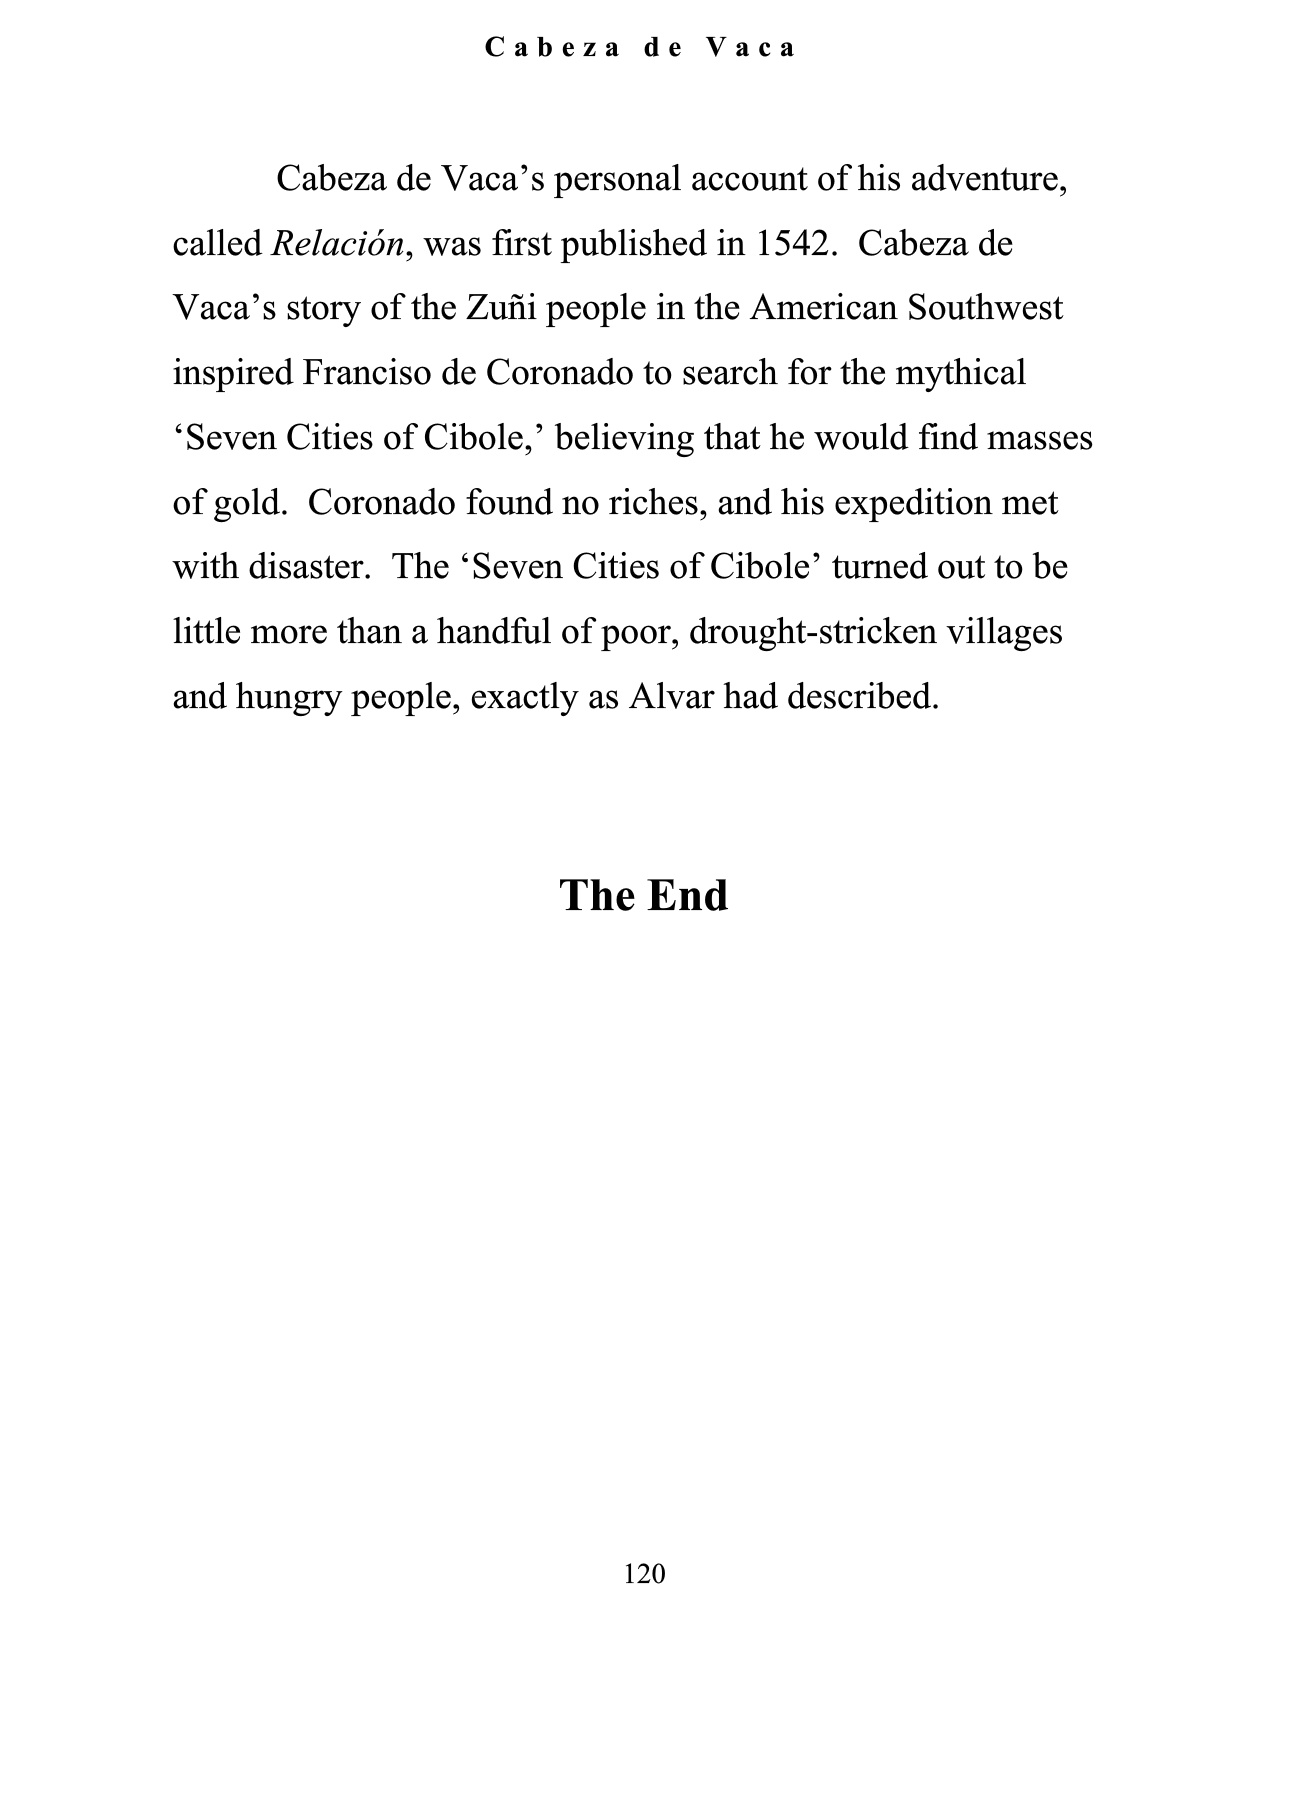 Cabeza de Vaca
Cabeza de Vaca’s personal account of his adventure,
called Relación, was first published in 1542.  Cabeza de
Vaca’s story of the Zuñi people in the American Southwest
inspired Franciso de Coronado to search for the mythical
‘Seven Cities of Cibole,’ believing that he would find masses
of gold.  Coronado found no riches, and his expedition met
with disaster.  The ‘Seven Cities of Cibole’ turned out to be
little more than a handful of poor, drought-stricken villages
and hungry people, exactly as Alvar had described.
The End
120